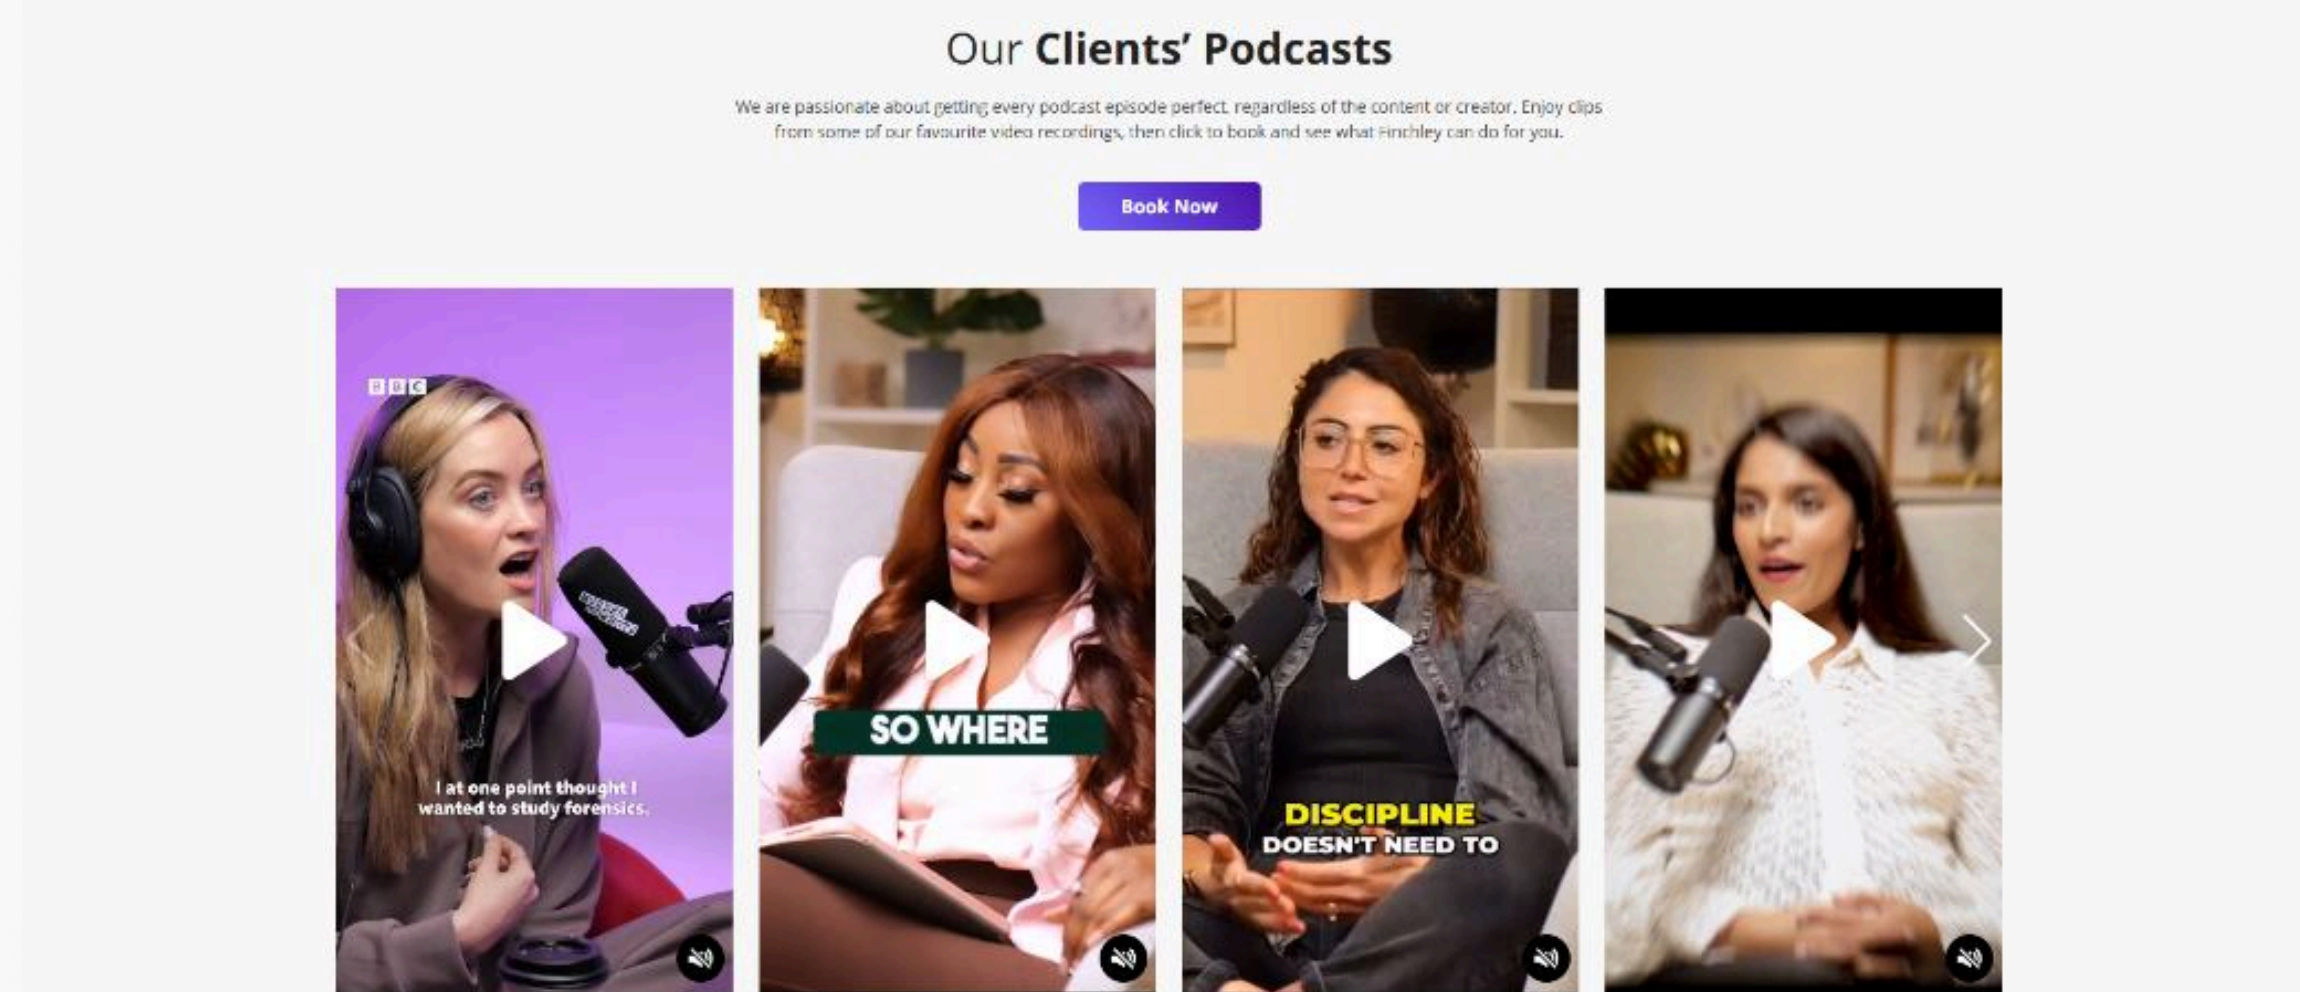 Our Clients’ Podcasts
We are passionate about getting every podcast episode perfect, regardless of the content or creator. Enjoy clips
from some of our favourite video recordings, then click to book and see what Finchley can do for you.
Book Now
BBC
SO WHERE
I at one point thought I
wanted to study forensics.
DISCIPLINE
DOESN'T NEED TO